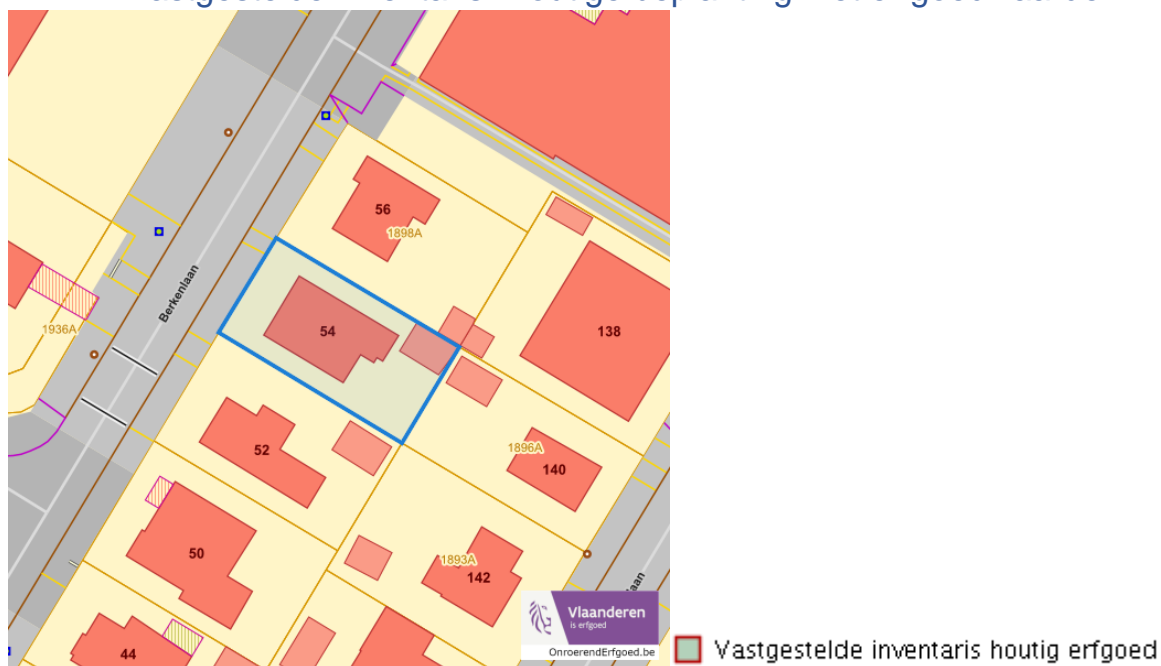 56
1898A
Berkenlaan
54
138
1936A
52
1896A
140
50
1893A
142
laan
44
Vlaanderen
is erfgoed
OnroerendErfgoed.be
Vastgestelde inventaris houtig erfgoed